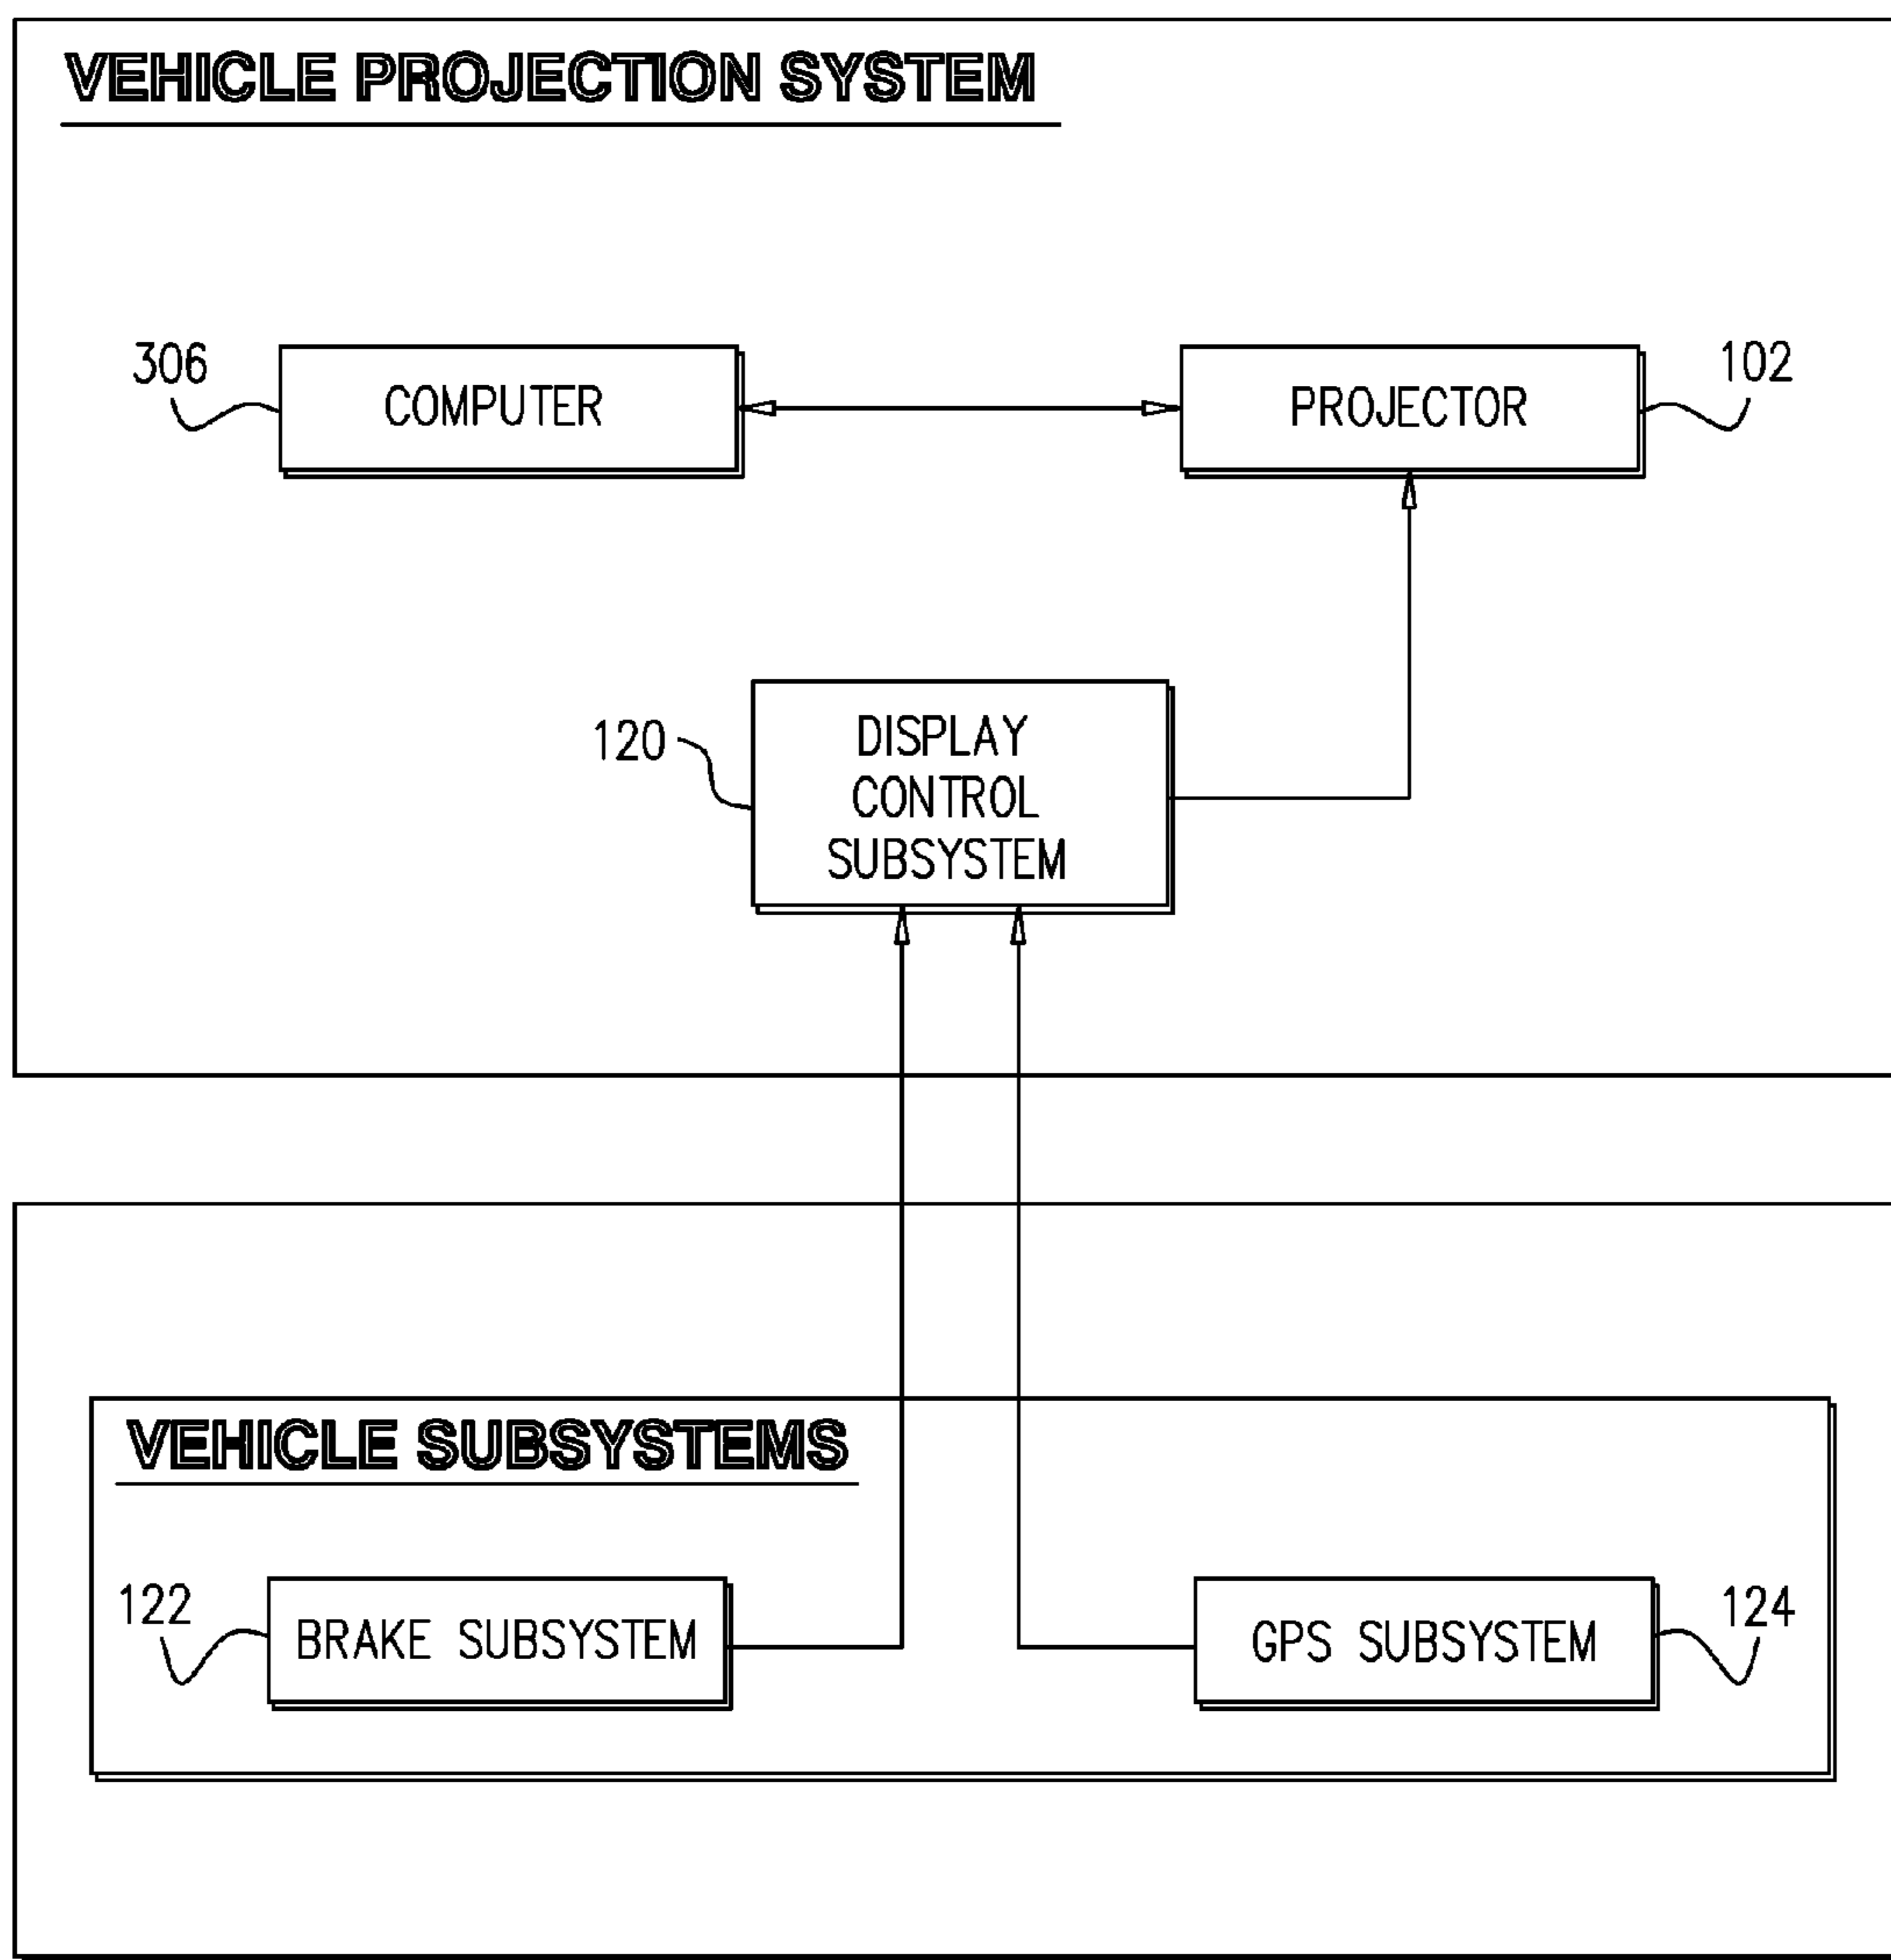 VEHICLE PROJECTION SYSTEM
306
COMPUTER
PROJECTOR
102
120
DISPLAY
CONTROL
SUBSYSTEM
VEHICLE SUBSYSTEMS
122
BRAKE SUBSYSTEM
GPS SUBSYSTEM
124